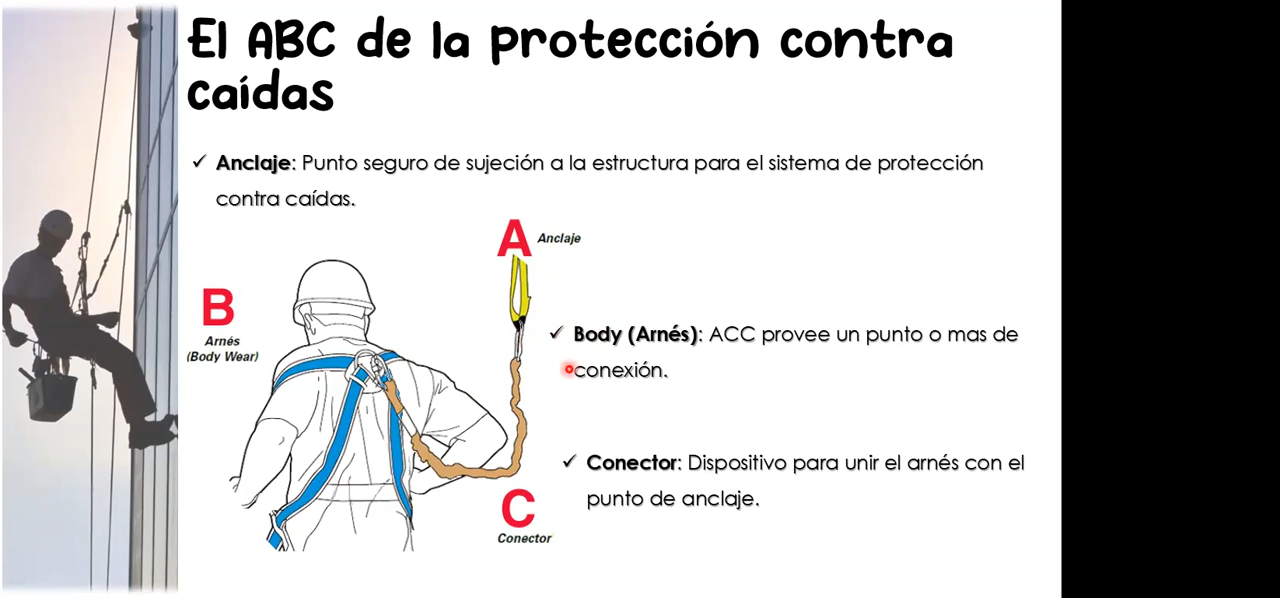 El ABC de la protección contra
caídas
✓ Anclaje: Punto seguro de sujeción a la estructura para el sistema de protección
contra caídas.
A Anclaje
B
Arnés
(Body Wear)
✓ Body (Arnés): ACC provee un punto o mas de
conexión.
✓ Conector: Dispositivo para unir el arnés con el
punto de anclaje.
C
Conector